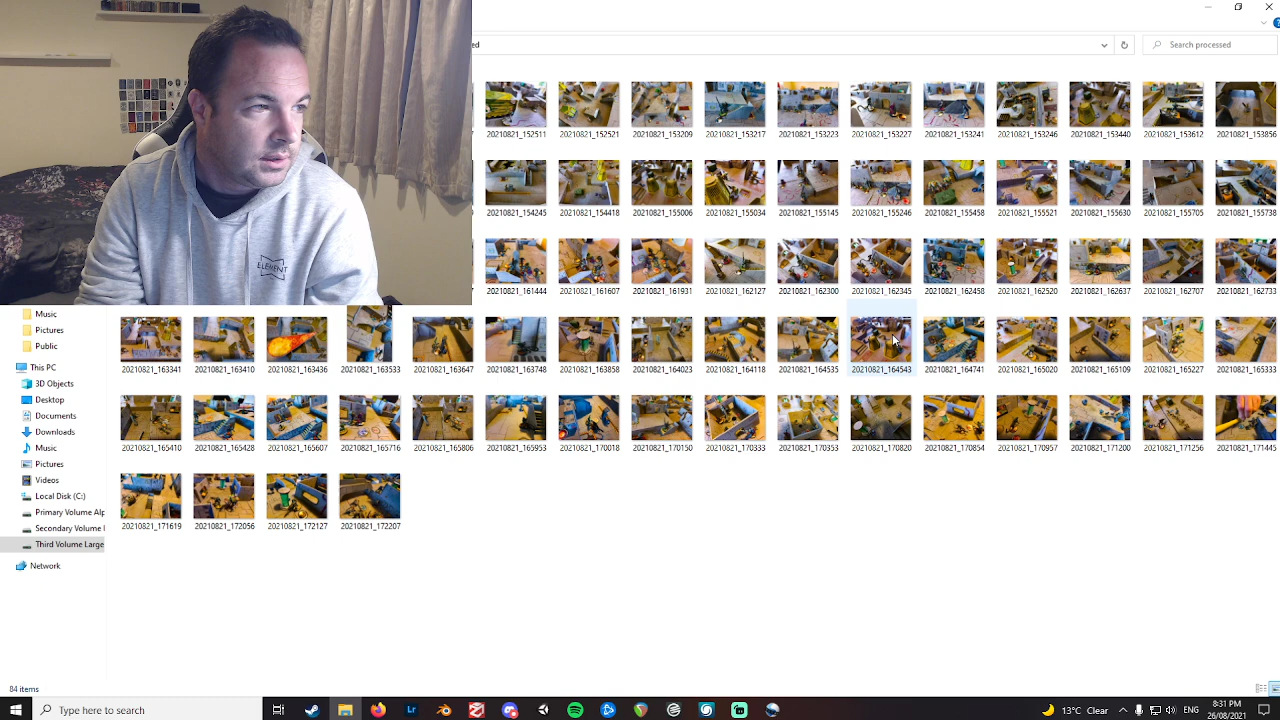 ed
Search processed
20210821_152511 20210821_152521 20210821_153209 20210821_153217 20210821_153223 20210821_153227 20210821_153241 20210821_153246 20210821_153440 20210821_153612 20210821_153856
20210821_154245 20210821_154418 20210821_155006 20210821_155034 20210821_155145 20210821_155246 20210821_155458 20210821_155521 20210821_155630 20210821_155705 20210821_155738
20210821_161444 20210821_161607 20210821_161931 20210821_162127 20210821_162300 20210821_162345 20210821_162458 20210821_162520 20210821_162637 20210821_162707 20210821_162733
ELEMENT
Music
Pictures
Public
This PC
3D Objects
Desktop
Documents
Downloads
Music
Pictures
Videos
Local Disk (C:)
Primary Volume Alp
Secondary Volume
Third Volume Large
Network
20210821_163341 20210821_163410 20210821_163436 20210821_163533 20210821_163647 20210821_163748 20210821_163858 20210821_164023 20210821_164118 20210821_164535 20210821_164543 20210821_164741 20210821_165020 20210821_165109 20210821_165227 20210821_165333
20210821_165410 20210821_165428 20210821_165607 20210821_165716 20210821_165806 20210821_165953 20210821_170018 20210821_170150 20210821_170333 20210821_170353 20210821_170820 20210821_170854 20210821_170957 20210821_171200 20210821_171256 20210821_171445
20210821_171619 20210821_172056 20210821_172127 20210821_172207
84 items
Type here to search
Lr
13°C Clear
ENG
8:31 PM
26/08/2021